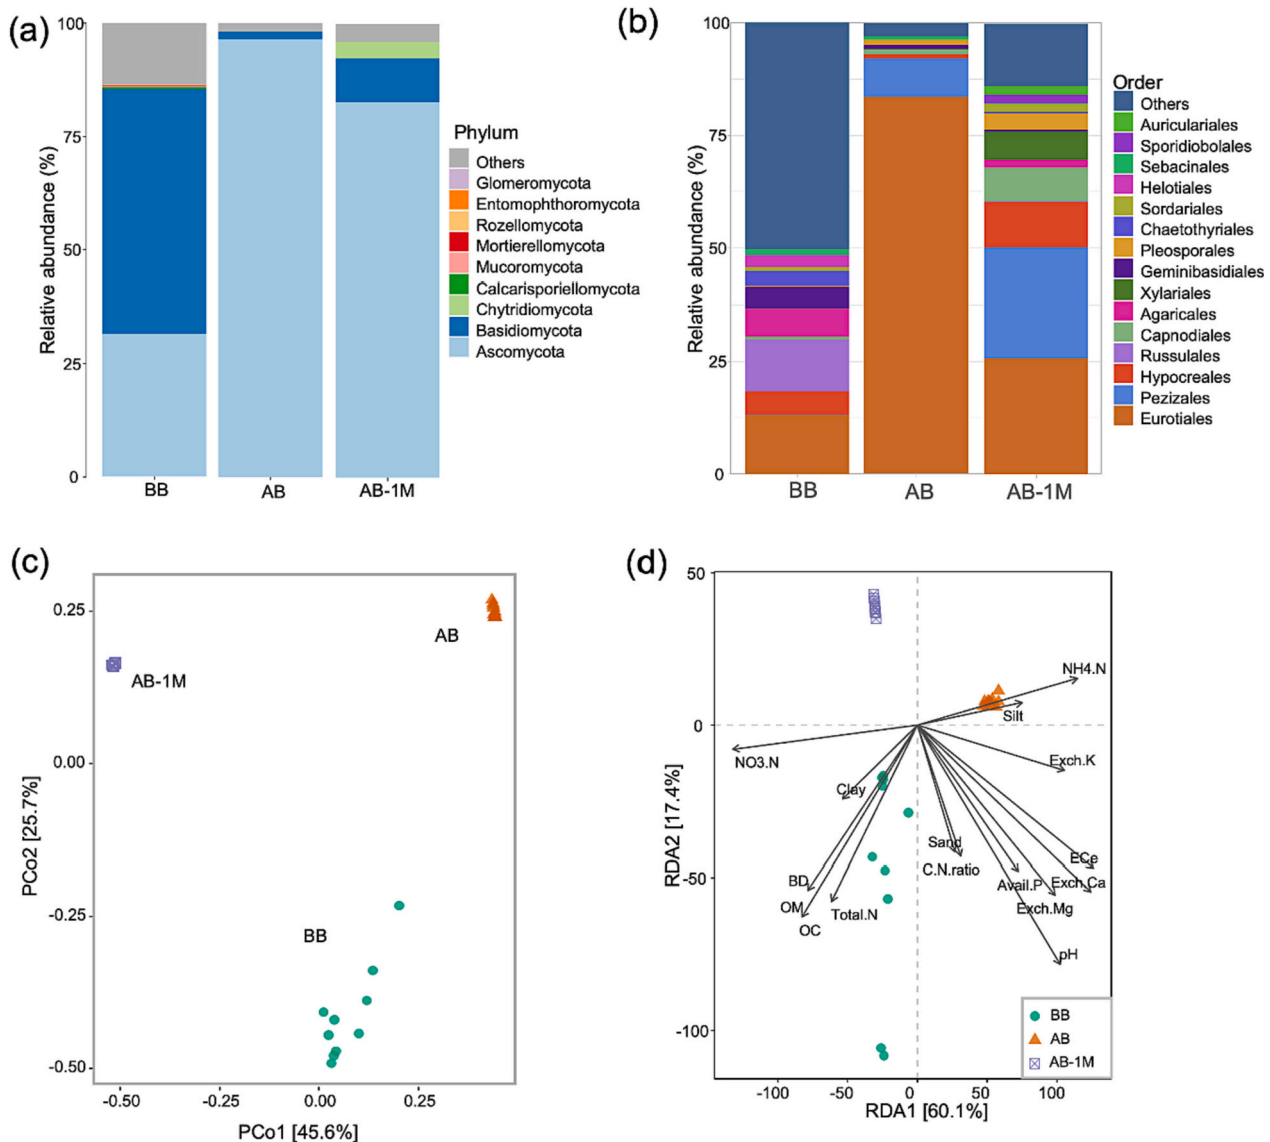 (a)
Relative abundance (%)
100
75
50
25
0
BB
AB
AB-1M
Phylum
Others
Glomeromycota
Entomophthoromycota
Rozellomycota
Mortierellomycota
Mucoromycota
Calcarisporiellomycota
Chytridiomycota
Basidiomycota
Ascomycota
(b)
Relative abundance (%)
100
75
50
25
0
BB
AB
AB-1M
Order
Others
Auriculariales
Sporidiobolales
Sebacinales
Helotiales
Sordariales
Chaetothyriales
Pleosporales
Geminibasidiales
Xylariales
Agaricales
Capnodiales
Russulales
Hypocreales
Pezizales
Eurotiales
(c)
PCo2 [25.7%]
0.25
0.00
-0.25
-0.50
AB
AB-1M
BB
-0.50
-0.25
0.00
0.25
PCo1 [45.6%]
(d)
RDA2 [17.4%]
50
0
-50
-100
NH4.N
Silt
Exch.K
NO3.N
Clay
Sand
C.N.ratio
ECe
Avail.P
Exch.Ca
Exch.Mg
BD
OM
Total.N
OC
pH
BB
AB
AB-1M
-100
-50
0
50
100
RDA1 [60.1%]